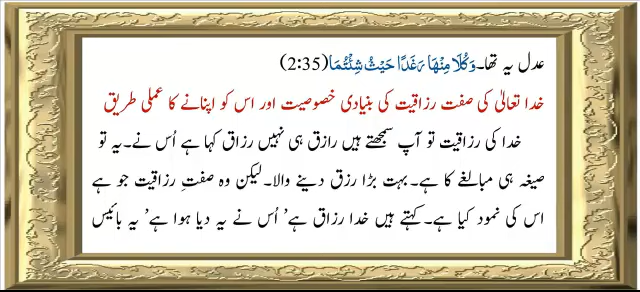 عدل یہ تھا۔ وَكُلَا مِنْهَا رَغَدًا حَيْثُ شِئْتُمَا (2:35)
خدا تعالیٰ کی صفت رزاقیت کی بنیادی خصوصیت اور اس کو اپنانے کا عملی طریق
خدا کی رزاقیت تو آپ سمجھتے ہیں رازق ہی نہیں رزاق کہا ہے اُس نے۔ یہ تو
صیغہ ہی مبالغے کا ہے۔ بہت بڑا رزق دینے والا۔ لیکن وہ صفتِ رزاقیت جو ہے
اس کی نمود کیا ہے۔ کہتے ہیں خدا رزاق ہے’ اُس نے یہ دیا ہوا ہے’ یہ بائیس